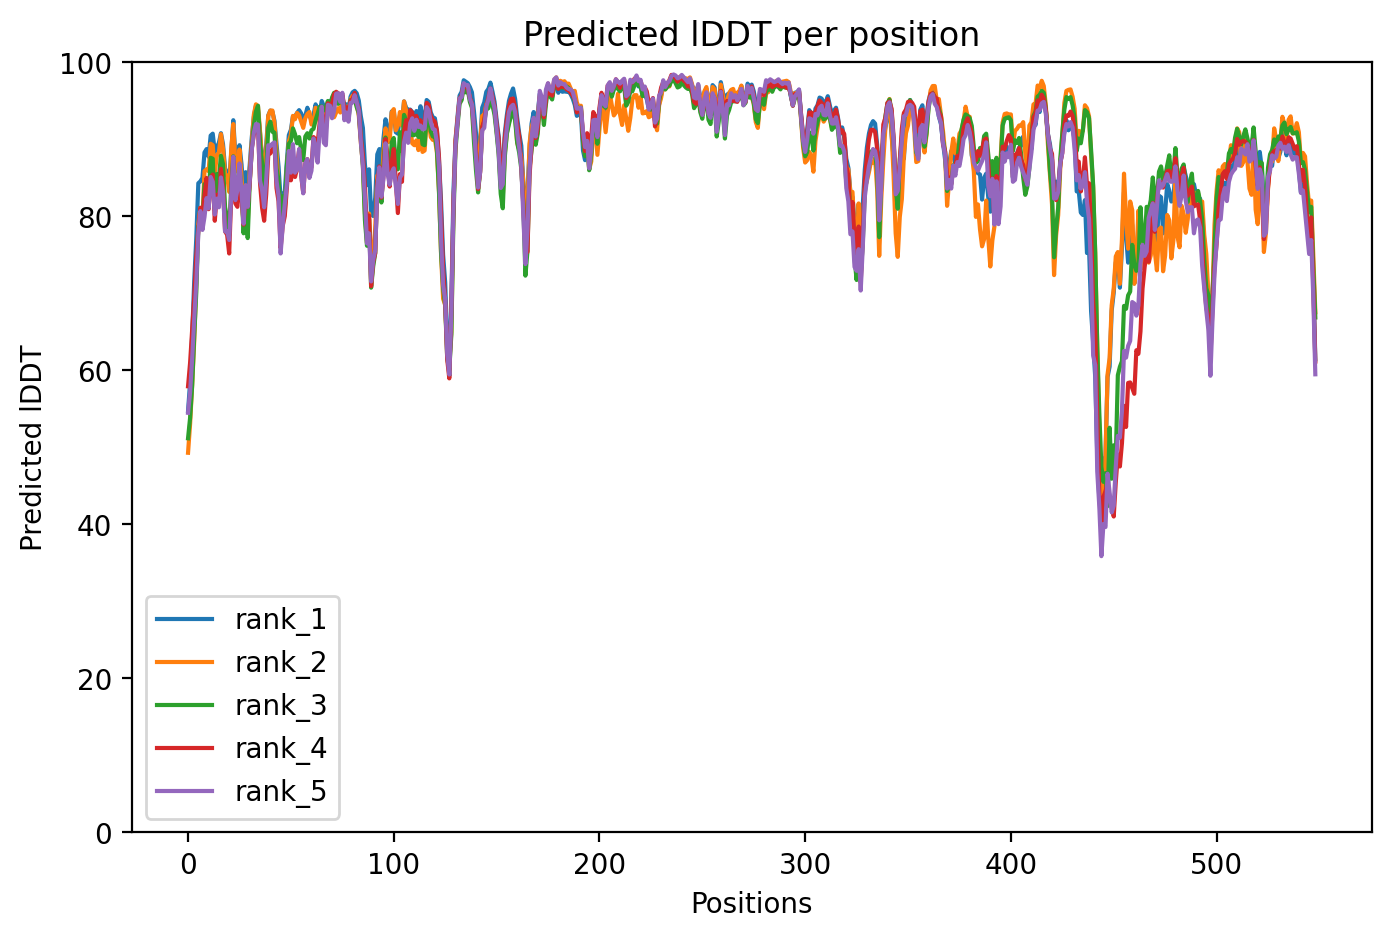 Predicted lDDT per position
100
80
60
40
20
0
Predicted lDDT
rank_1
rank_2
rank_3
rank_4
rank_5
0 100 200 300 400 500
Positions